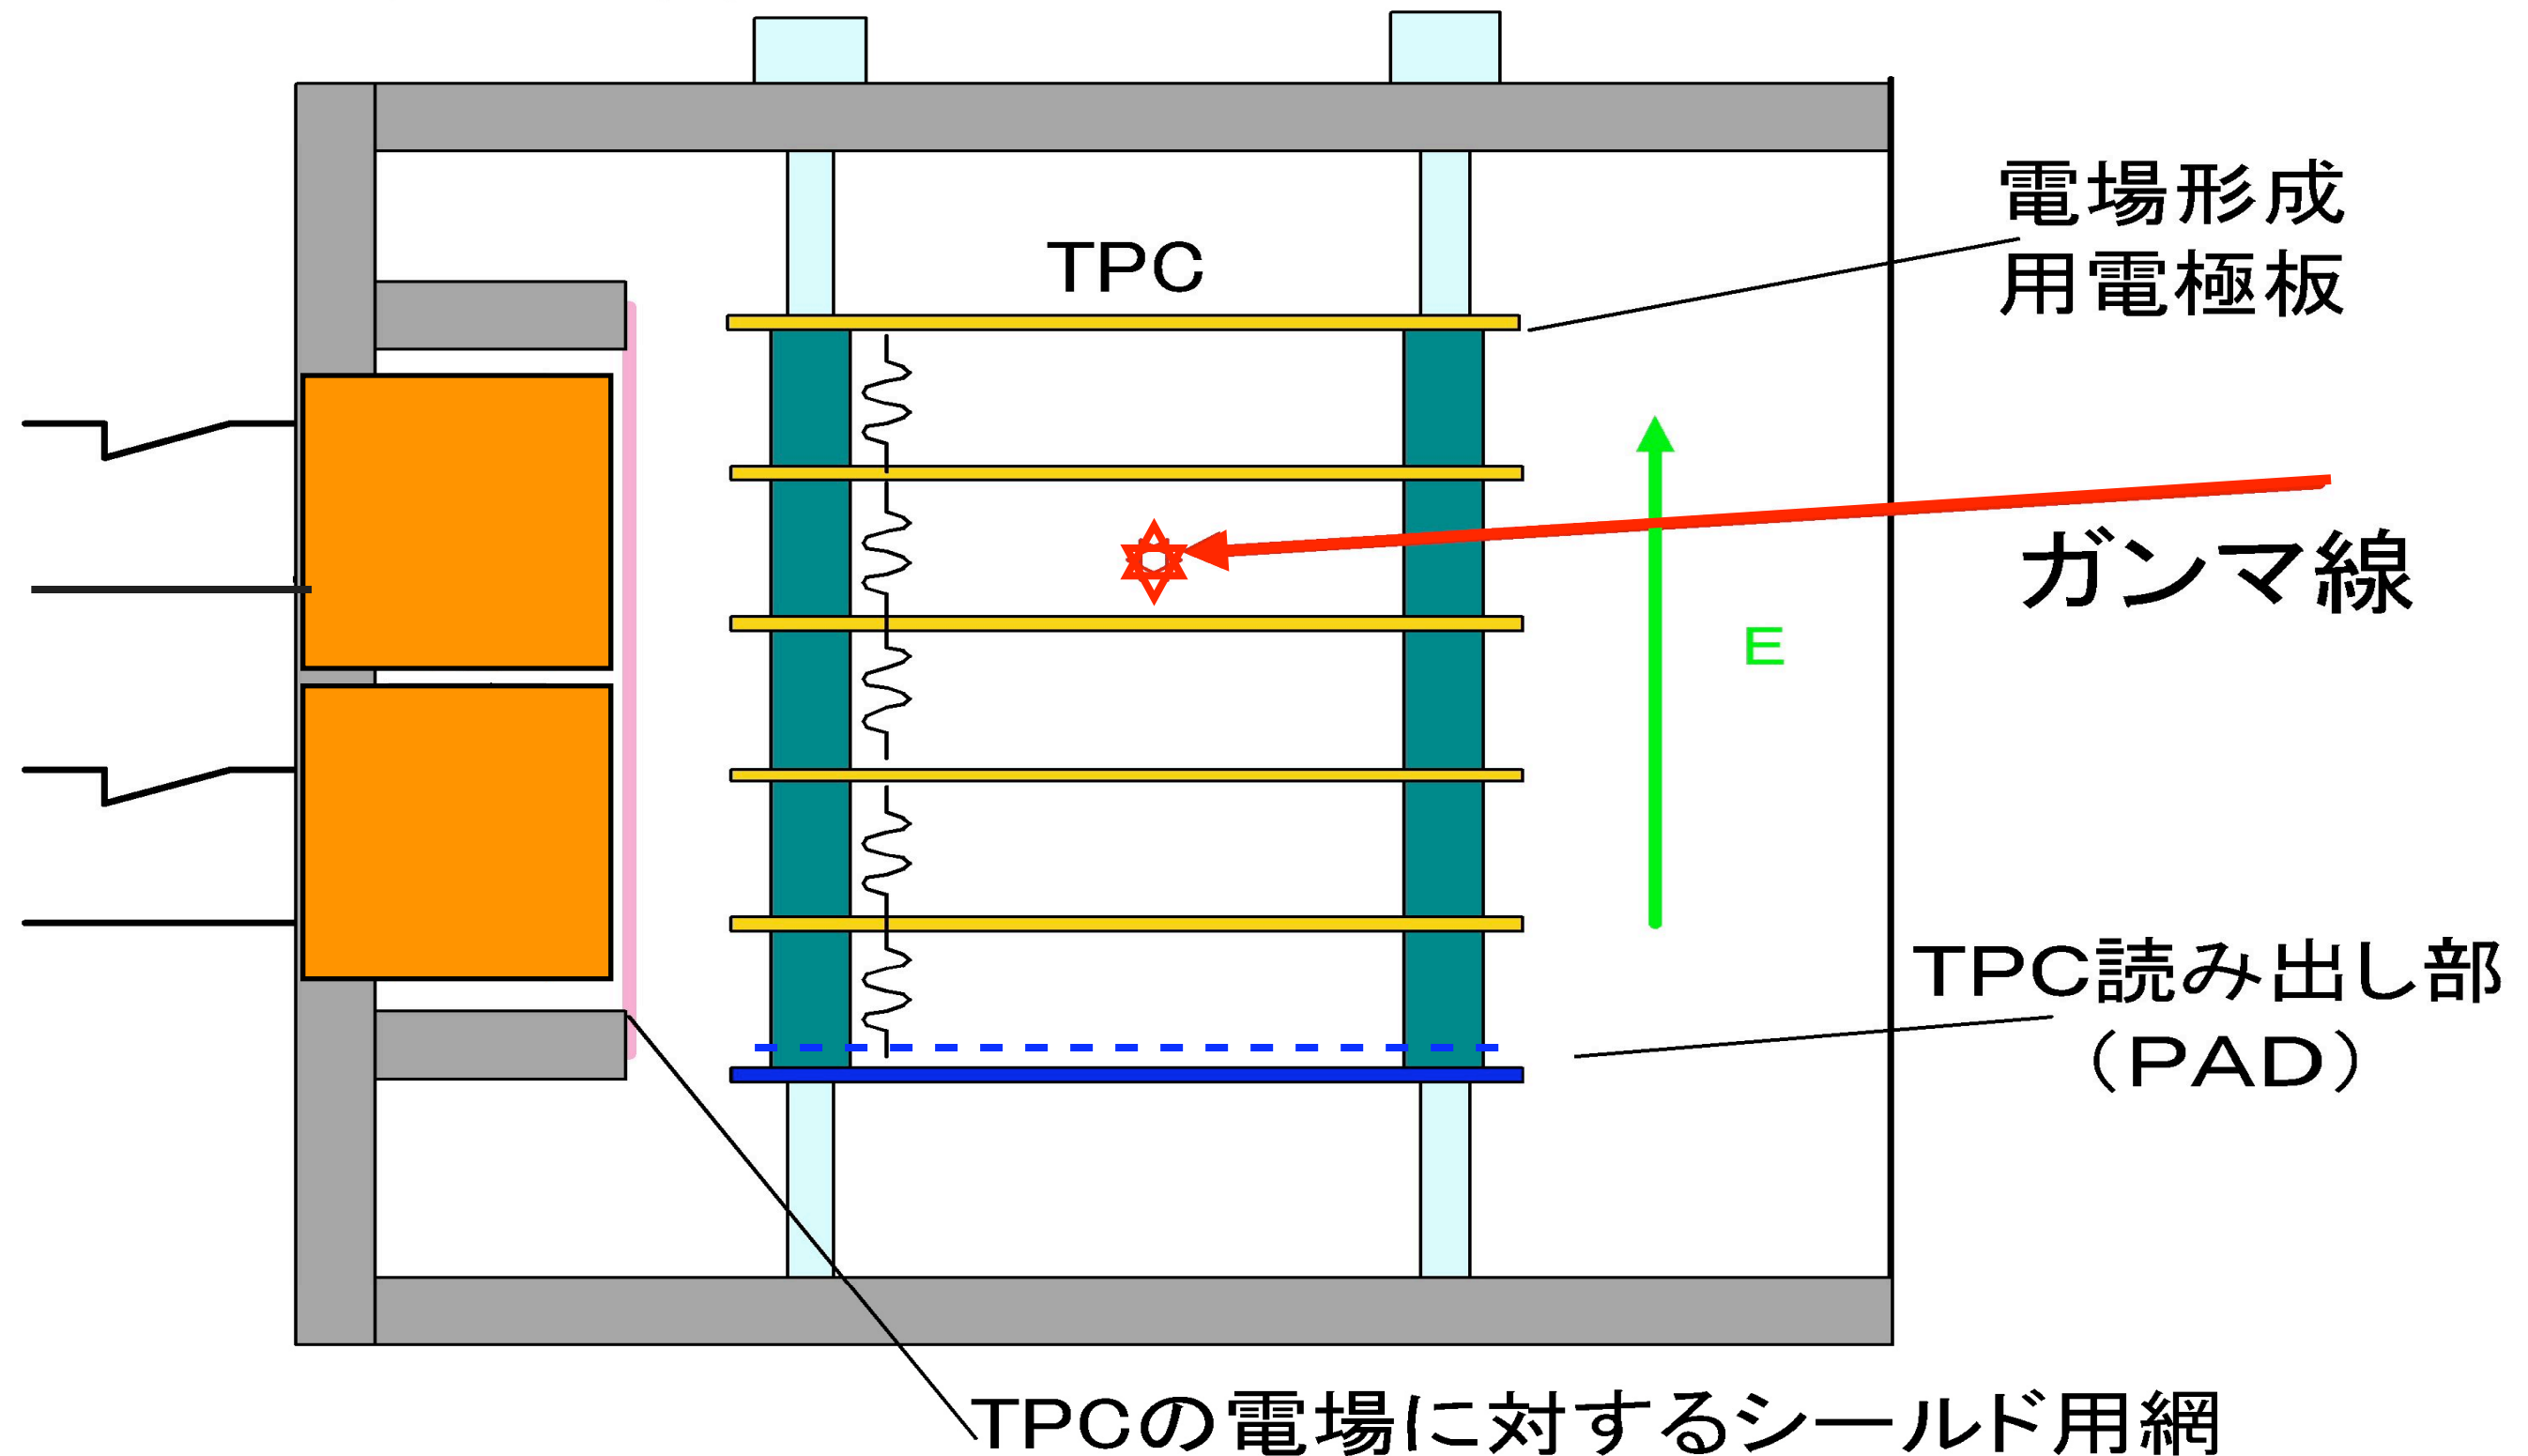 TPC
電場形成
用電極板
ガンマ線
E
TPC読み出し部
（PAD）
TPCの電場に対するシールド用網